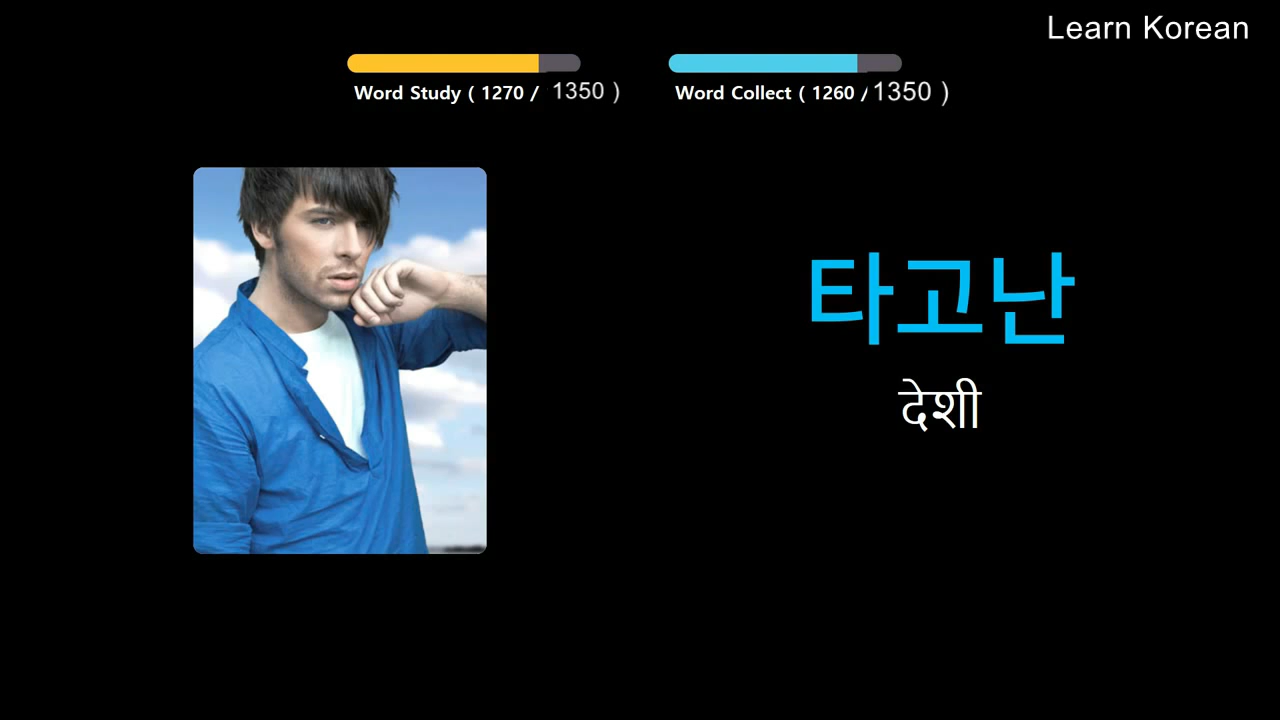 Learn Korean
Word Study ( 1270 / 1350 )
Word Collect ( 1260 / 1350 )
타고난
देशी